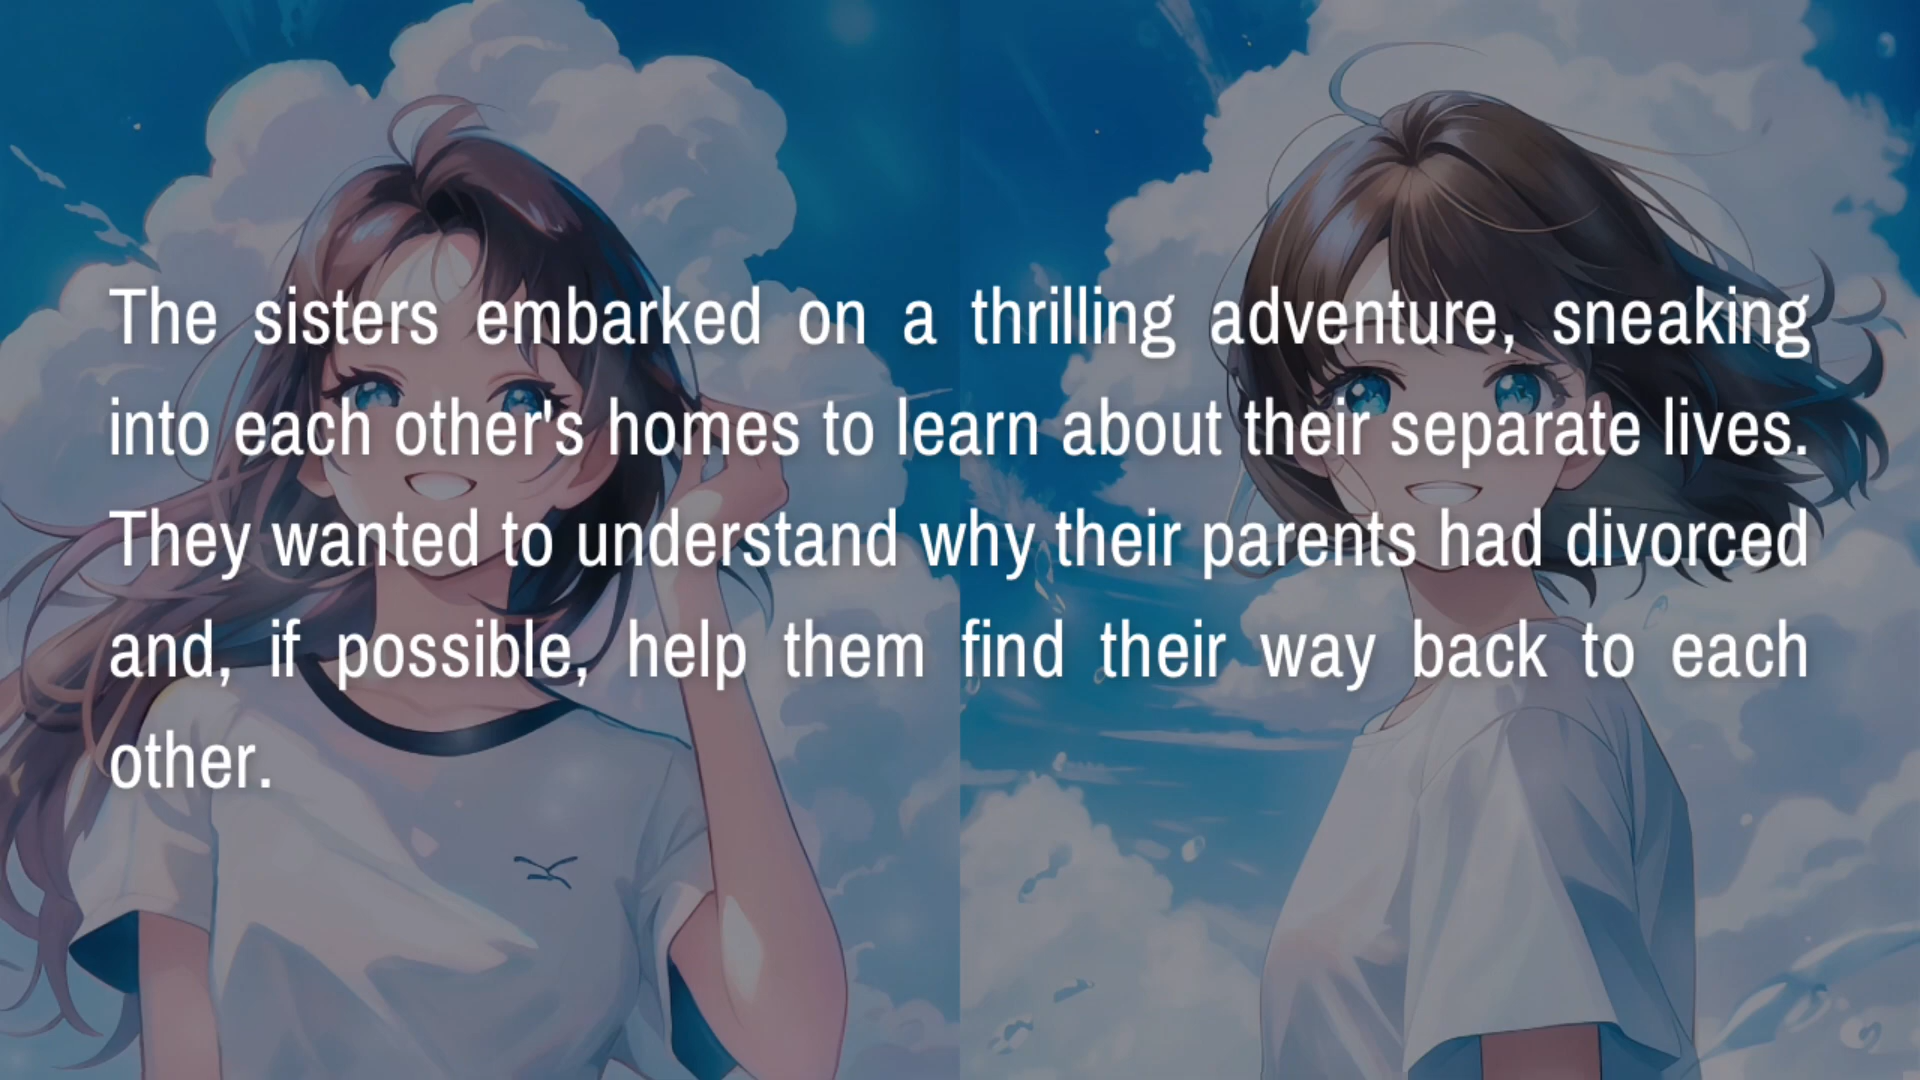 The sisters embarked on a thrilling adventure, sneaking
into each other's homes to learn about their separate lives.
They wanted to understand why their parents had divorced
and, if possible, help them find their way back to each
other.